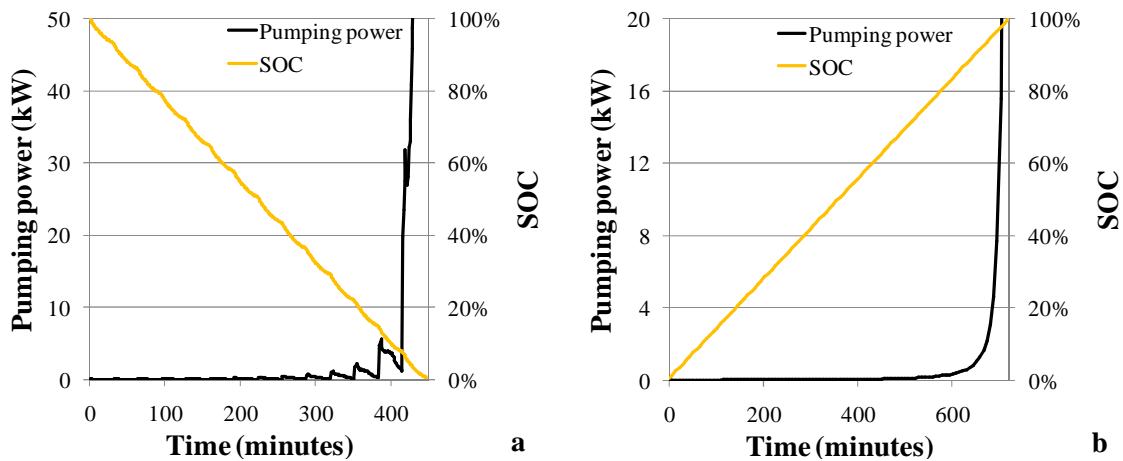 50
40
30
20
10
0
Pumping power (kW)
Pumping power
SOC
100%
80%
60%
40%
20%
0%
SOC
0 100 200 300 400
Time (minutes)
a
20
16
12
8
4
0
Pumping power (kW)
Pumping power
SOC
100%
80%
60%
40%
20%
0%
SOC
0 200 400 600
Time (minutes)
b